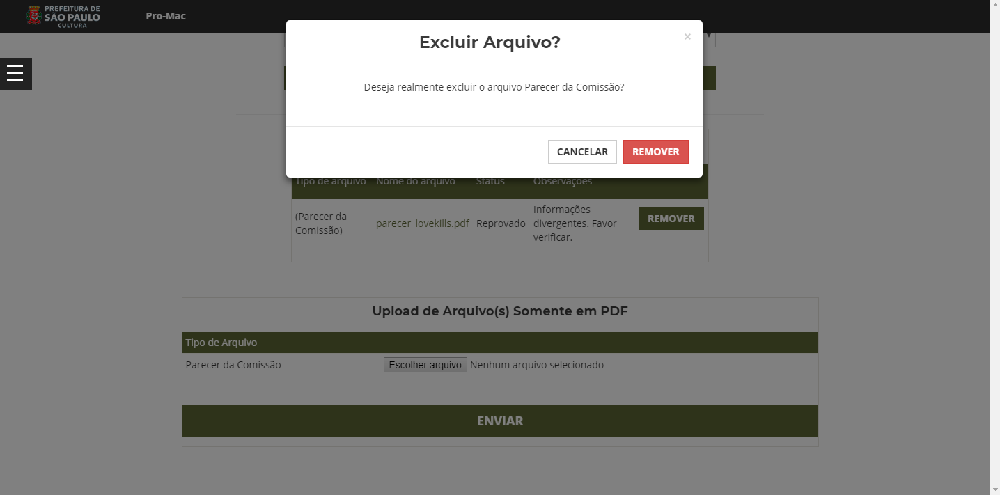 PREFEITURA DE
SÃO PAULO
CULTURA
Pro-Mac
Excluir Arquivo?
×
Deseja realmente excluir o arquivo Parecer da Comissão?
CANCELAR
REMOVER
Tipo de arquivo Nome do arquivo Status Observações
(Parecer da
Comissão)
parecer_lovekills.pdf
Reprovado
Informações
divergentes. Favor
verificar.
REMOVER
Upload de Arquivo(s) Somente em PDF
Tipo de Arquivo
Parecer da Comissão
Escolher arquivo Nenhum arquivo selecionado
ENVIAR